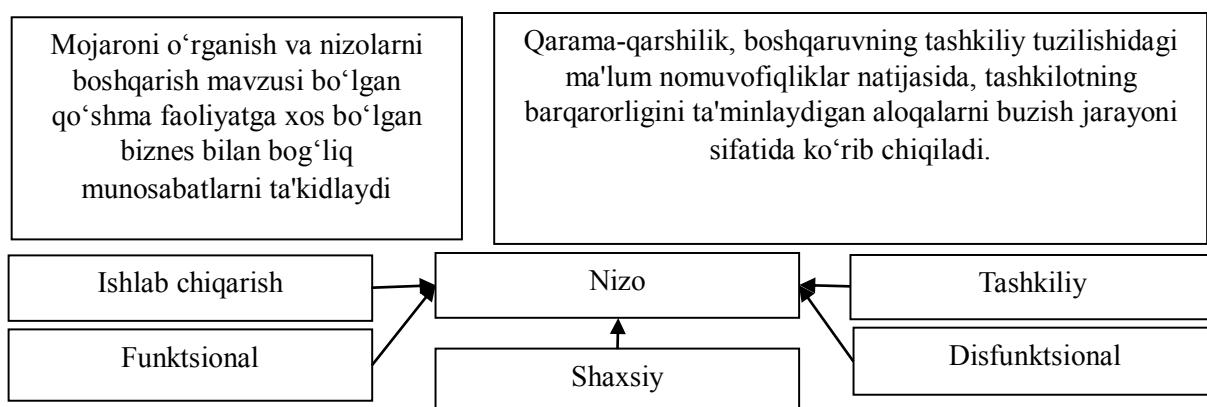 Mojaroni o‘rganish va nizolarni
boshqarish mavzusi bo‘lgan
qo‘shma faoliyatga xos bo‘lgan
biznes bilan bog‘liq
munosabatlarni ta'kidlaydi
Qarama-qarshilik, boshqaruvning tashkiliy tuzilishidagi
ma'lum nomuvofiqliklar natijasida, tashkilotning
barqarorligini ta'minlaydigan aloqalarni buzish jarayoni
sifatida ko‘rib chiqiladi.
Ishlab chiqarish
Nizo
Tashkiliy
Funktsional
Shaxsiy
Disfunktsional